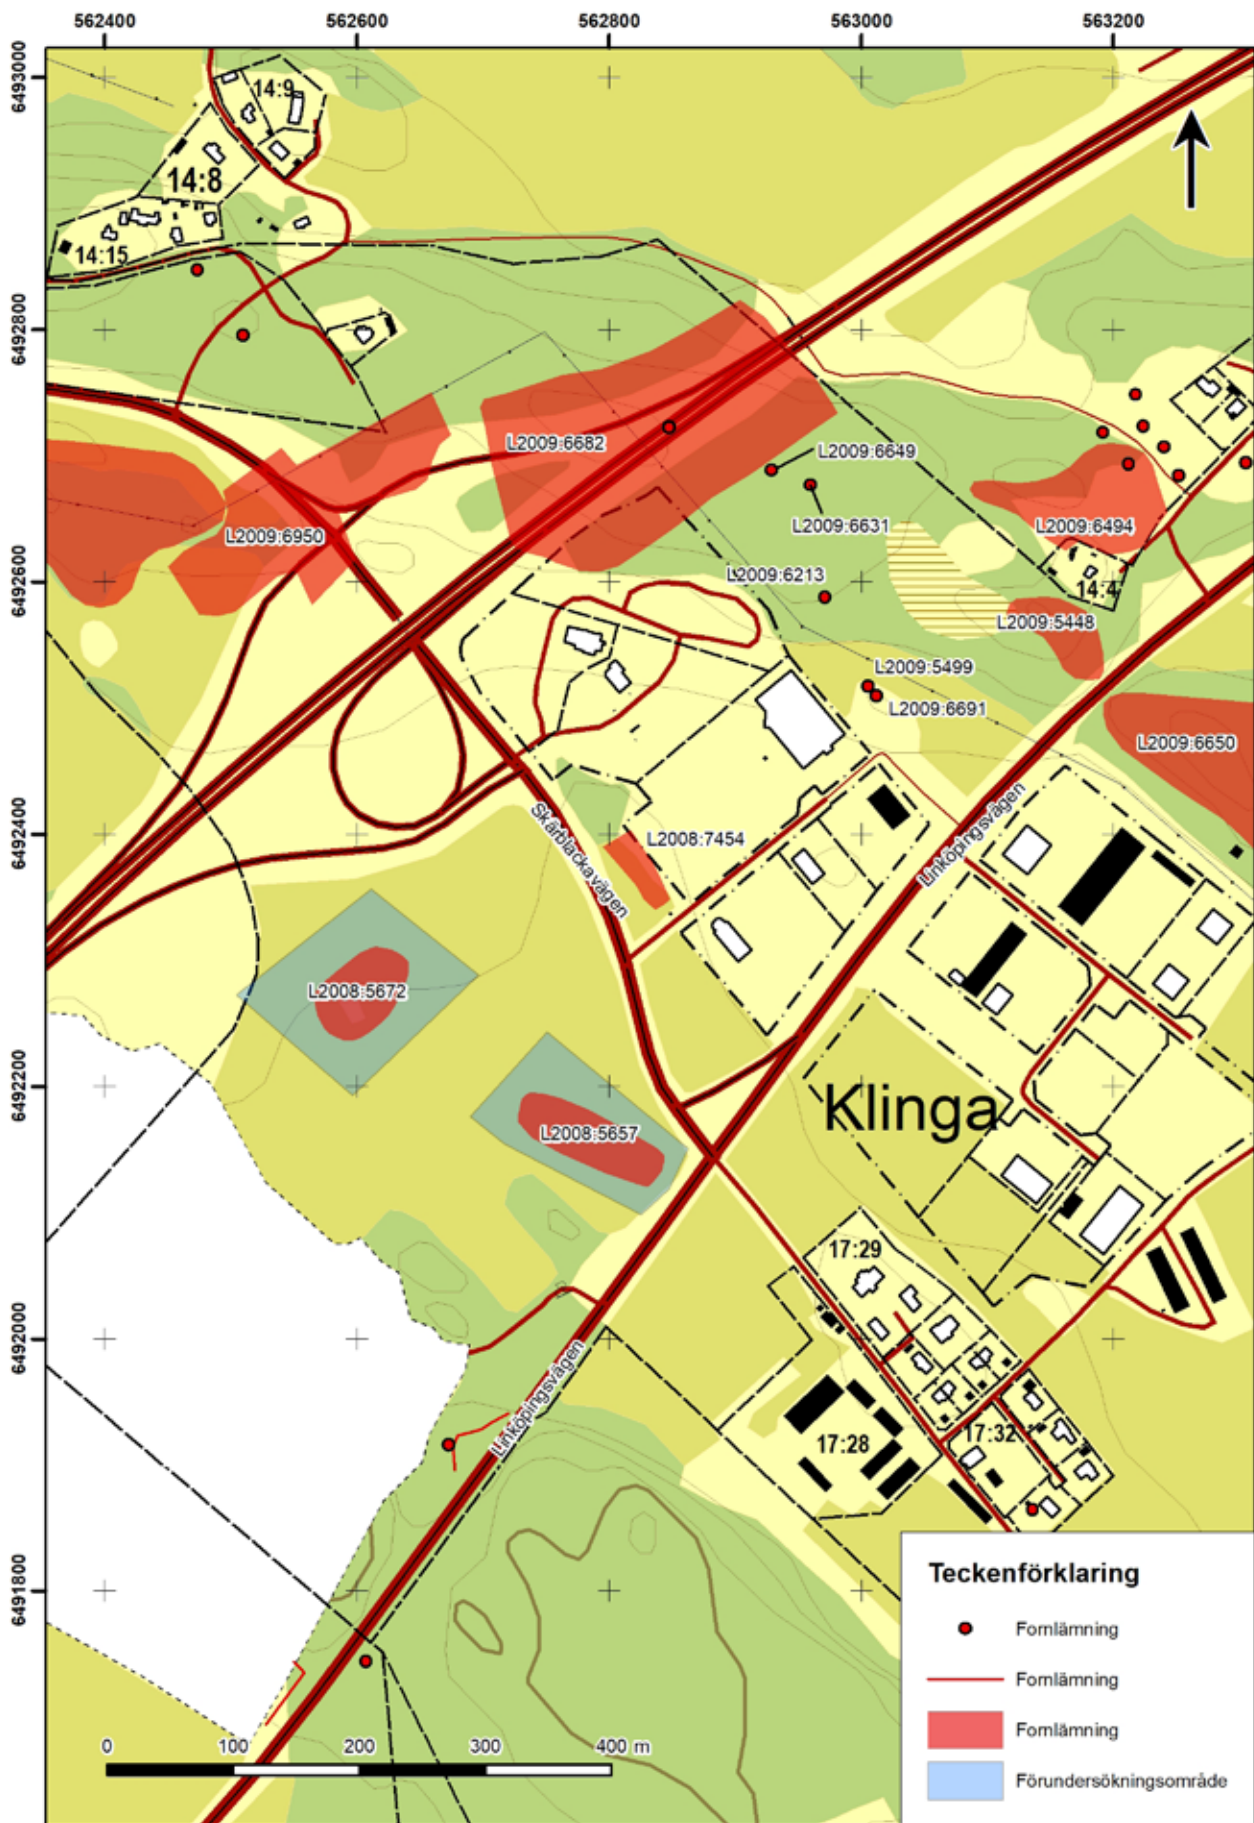 562400
562600
562800
563000
563200
6493000
6492800
6492600
6492400
6492200
6492000
6491800
14:9
14:8
14:15
L2009:6682
L2009:6649
L2009:6631
L2009:6950
L2009:6494
L2009:6213
14:4
L2009:5448
L2009:5499
L2009:6691
L2009:6650
Skärblackavägen
L2008:7454
Linköpingsvägen
L2008:5672
Klinga
L2008:5657
17:29
Linköpingsvägen
17:28
17:32
Teckenförklaring
Fornlämning
Fornlämning
Fornlämning
Förundersökningsområde
0 100 200 300 400 m